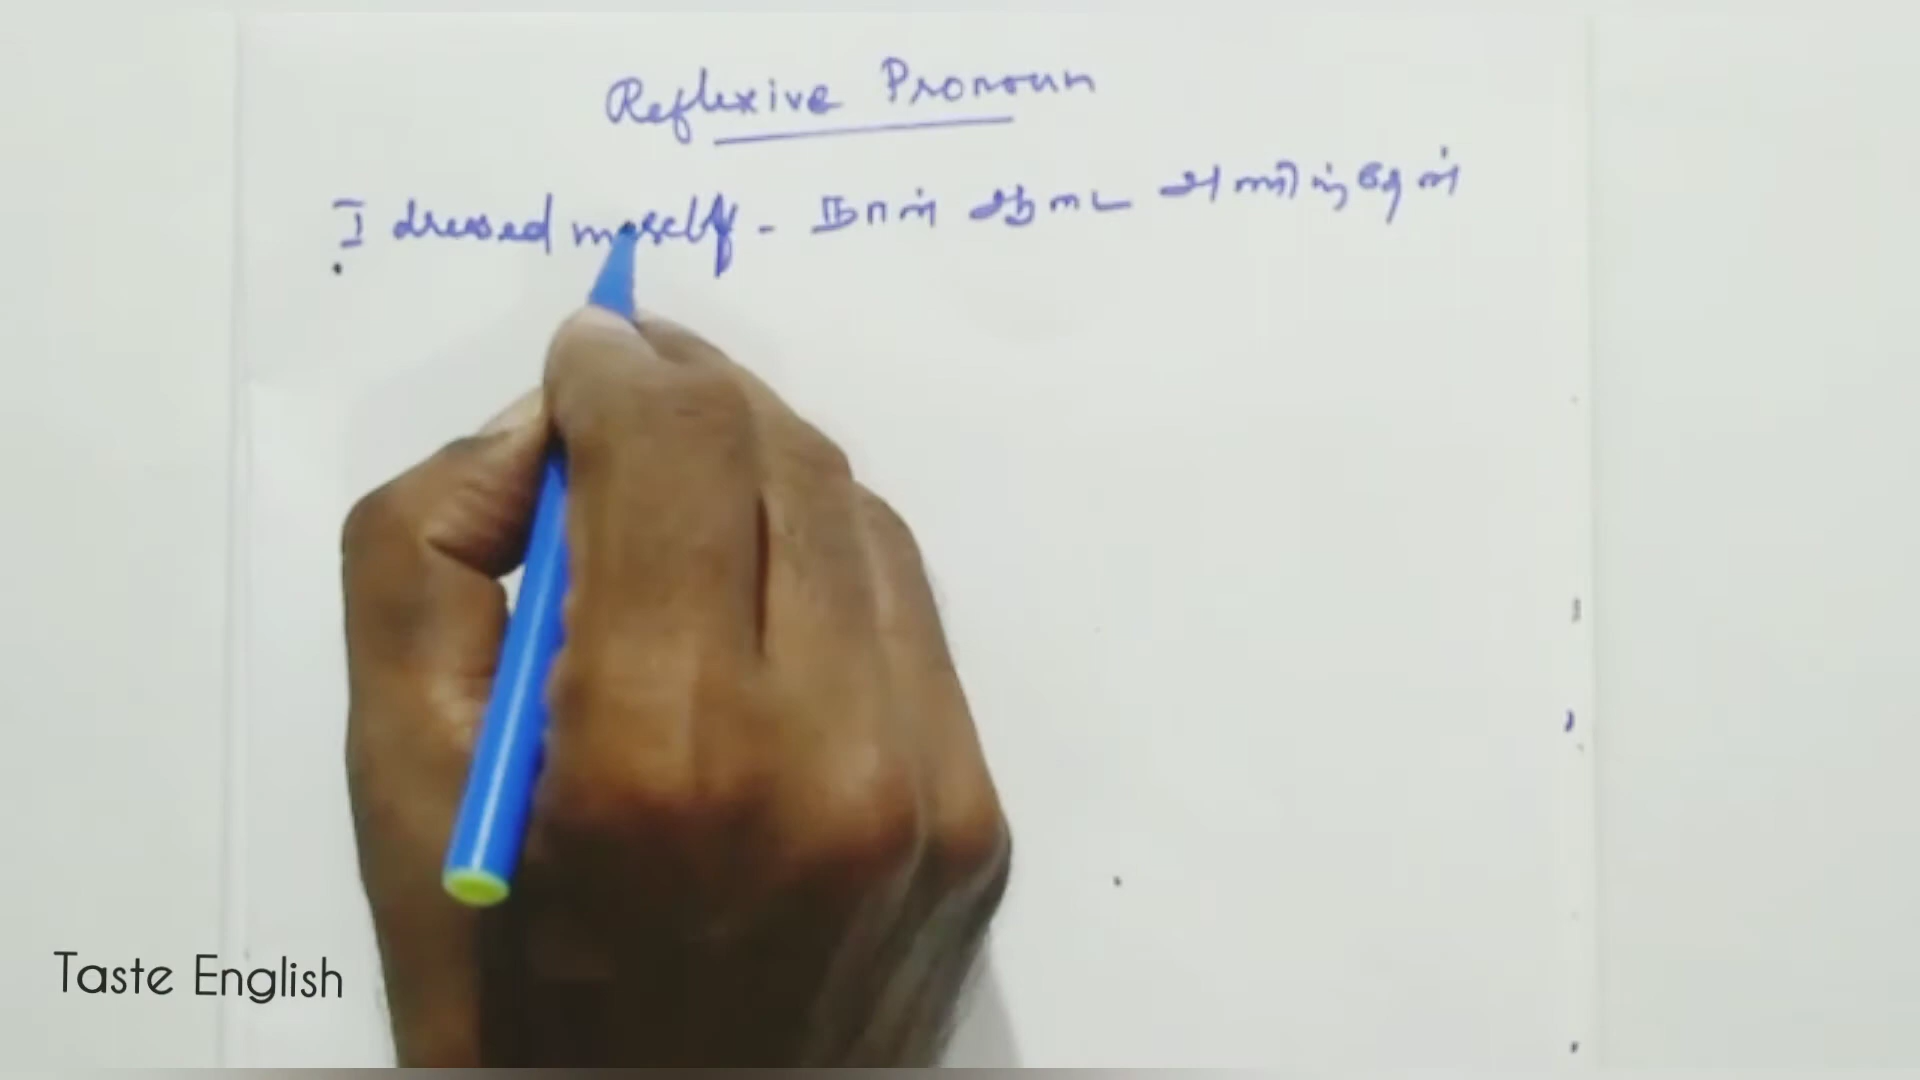 Reflexive Pronoun
I dressed myself - நான் ஆடை அணிந்தேன்
Taste English